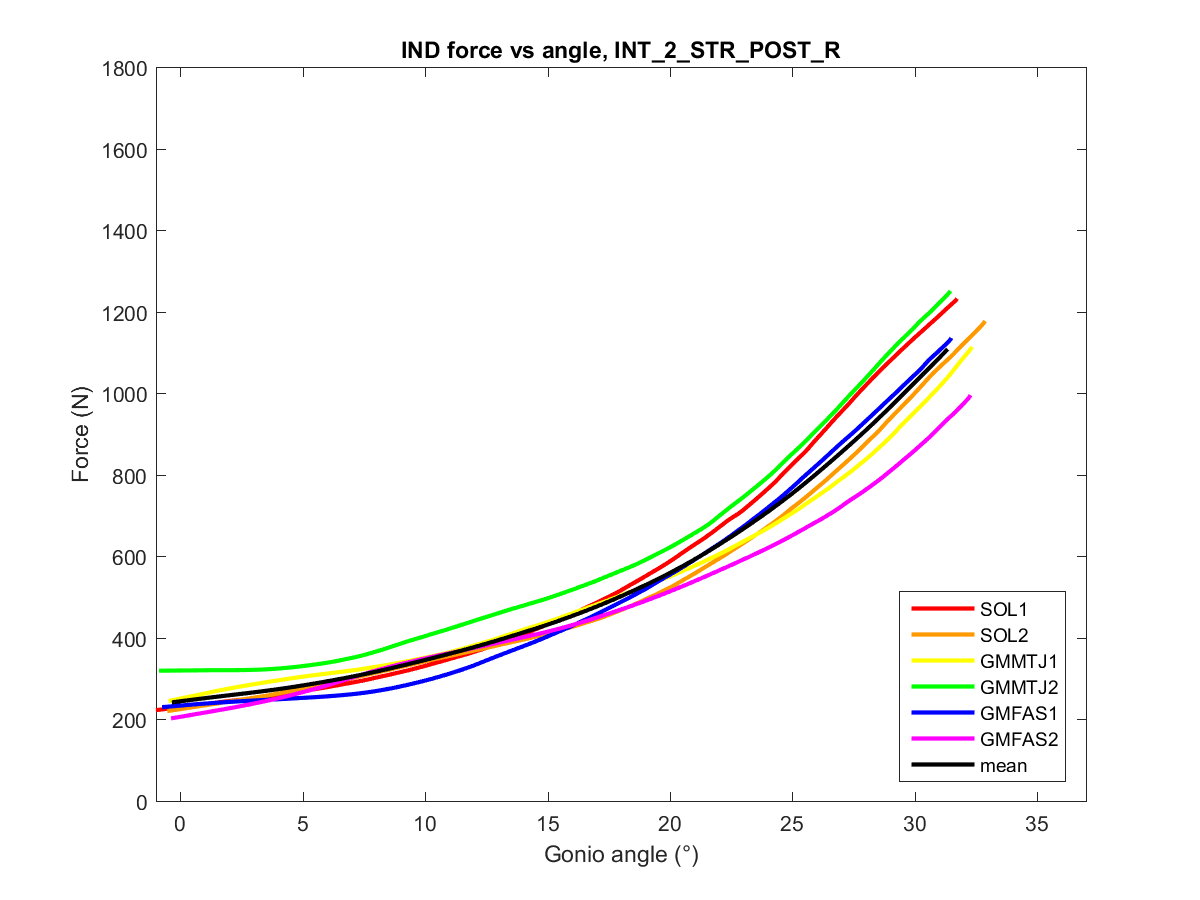 IND force vs angle, INT_2_STR_POST_R
1800
1600
1400
1200
1000
800
600
400
200
0
Force (N)
0 5 10 15 20 25 30 35
Gonio angle (°)
SOL1
SOL2
GMMTJ1
GMMTJ2
GMFAS1
GMFAS2
mean